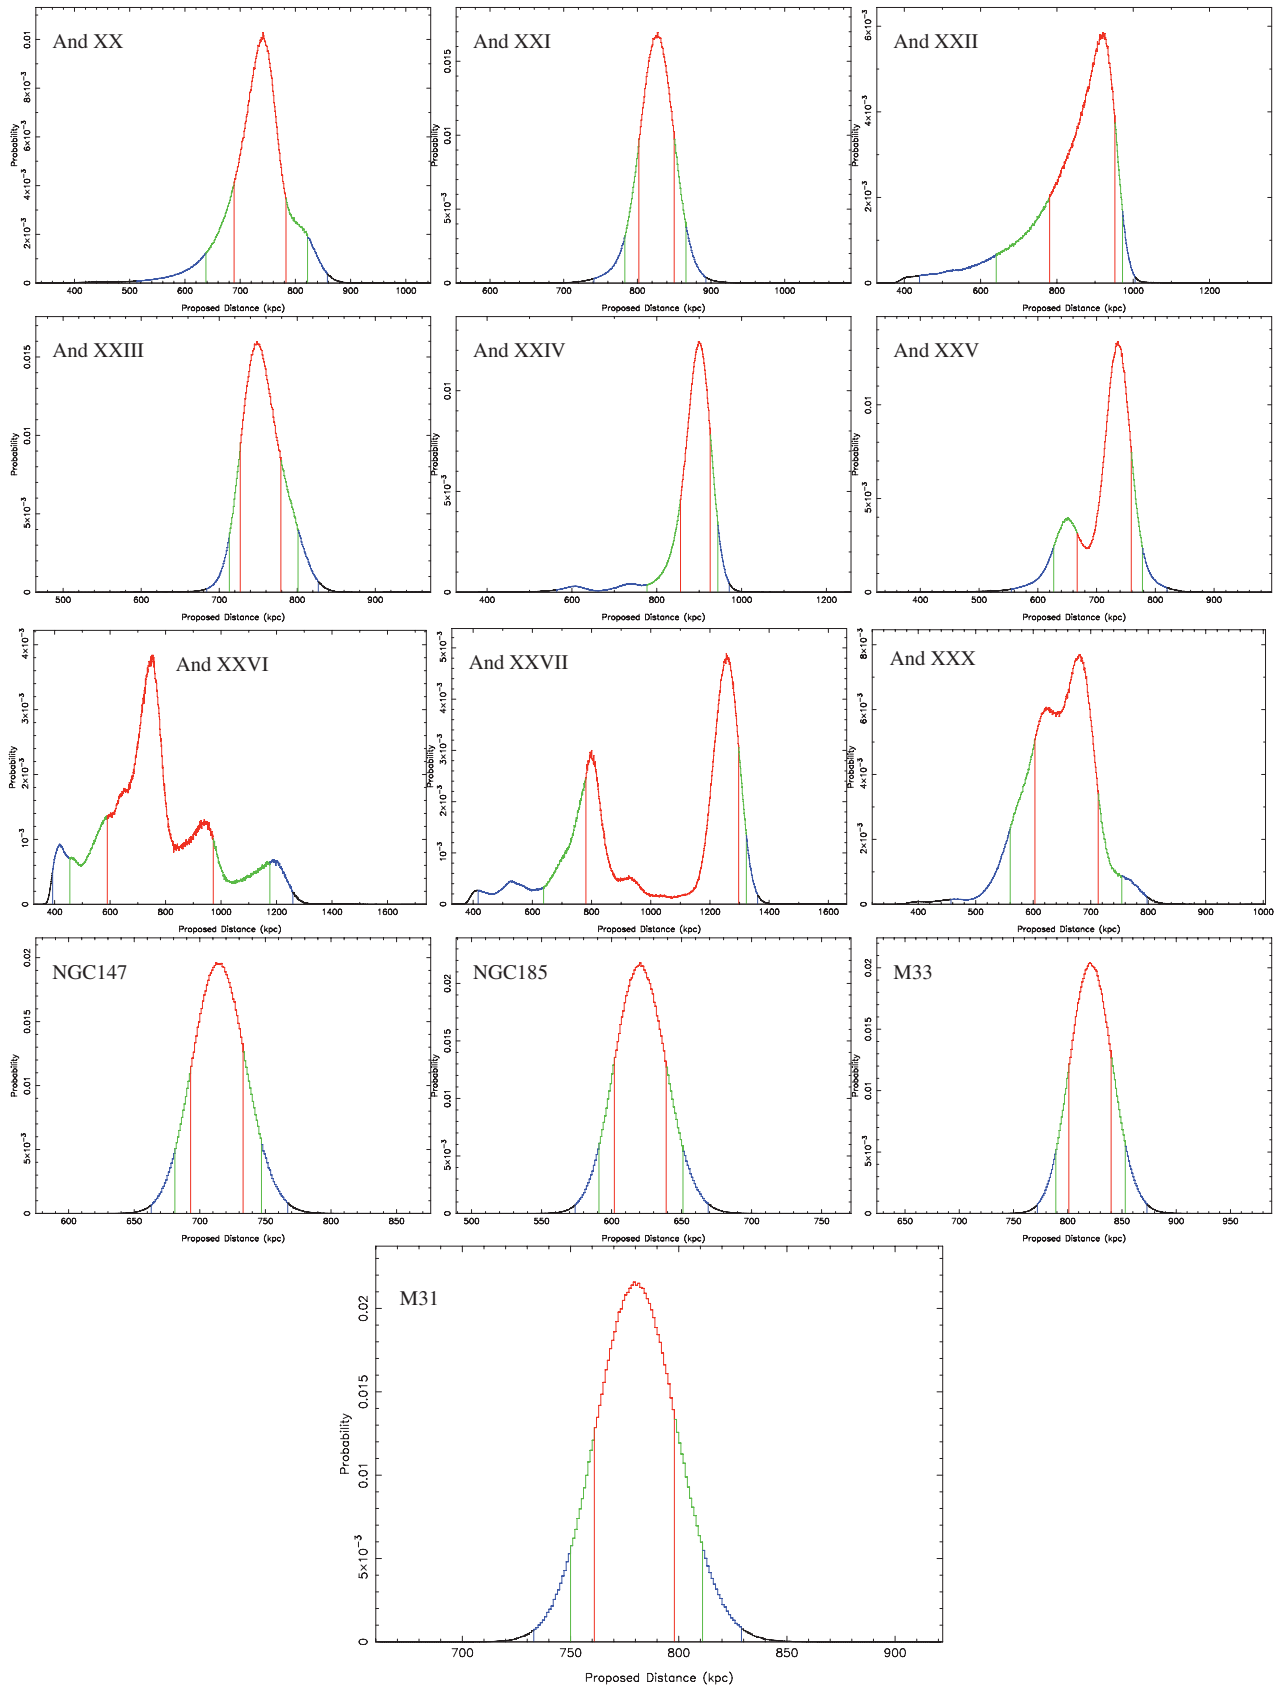 And XX
Probability
0 2×10⁻³ 4×10⁻³ 6×10⁻³ 8×10⁻³ 0.01
400 600 700 800 1000
Proposed Distance (kpc)
And XXI
Probability
0 5×10⁻³ 0.01 0.015
600 700 800 900 1000
Proposed Distance (kpc)
And XXII
Probability
0 2×10⁻³ 4×10⁻³ 6×10⁻³
400 600 800 1000 1200
Proposed Distance (kpc)
And XXIII
Probability
0 5×10⁻³ 0.01 0.015
500 600 700 800 900
Proposed Distance (kpc)
And XXIV
Probability
0 5×10⁻³ 0.01
400 600 800 1000 1200
Proposed Distance (kpc)
And XXV
Probability
0 5×10⁻³ 0.01
400 500 600 700 800 900
Proposed Distance (kpc)
And XXVI
Probability
0 10⁻³ 2×10⁻³ 3×10⁻³ 4×10⁻³
400 600 800 1000 1200 1400 1600
Proposed Distance (kpc)
And XXVII
Probability
0 10⁻³ 2×10⁻³ 3×10⁻³ 4×10⁻³ 5×10⁻³
400 600 800 1000 1200 1400 1600
Proposed Distance (kpc)
And XXX
Probability
0 2×10⁻³ 4×10⁻³ 6×10⁻³ 8×10⁻³
400 500 600 700 800 900 1000
Proposed Distance (kpc)
NGC147
Probability
0 5×10⁻³ 0.01 0.015 0.02
600 650 700 750 800 850
Proposed Distance (kpc)
NGC185
Probability
0 5×10⁻³ 0.01 0.015 0.02
500 550 600 650 700 750
Proposed Distance (kpc)
M33
Probability
0 5×10⁻³ 0.01 0.015 0.02
650 700 750 800 850 900 950
Proposed Distance (kpc)
M31
Probability
0 5×10⁻³ 0.01 0.015 0.02
700 750 800 850 900
Proposed Distance (kpc)